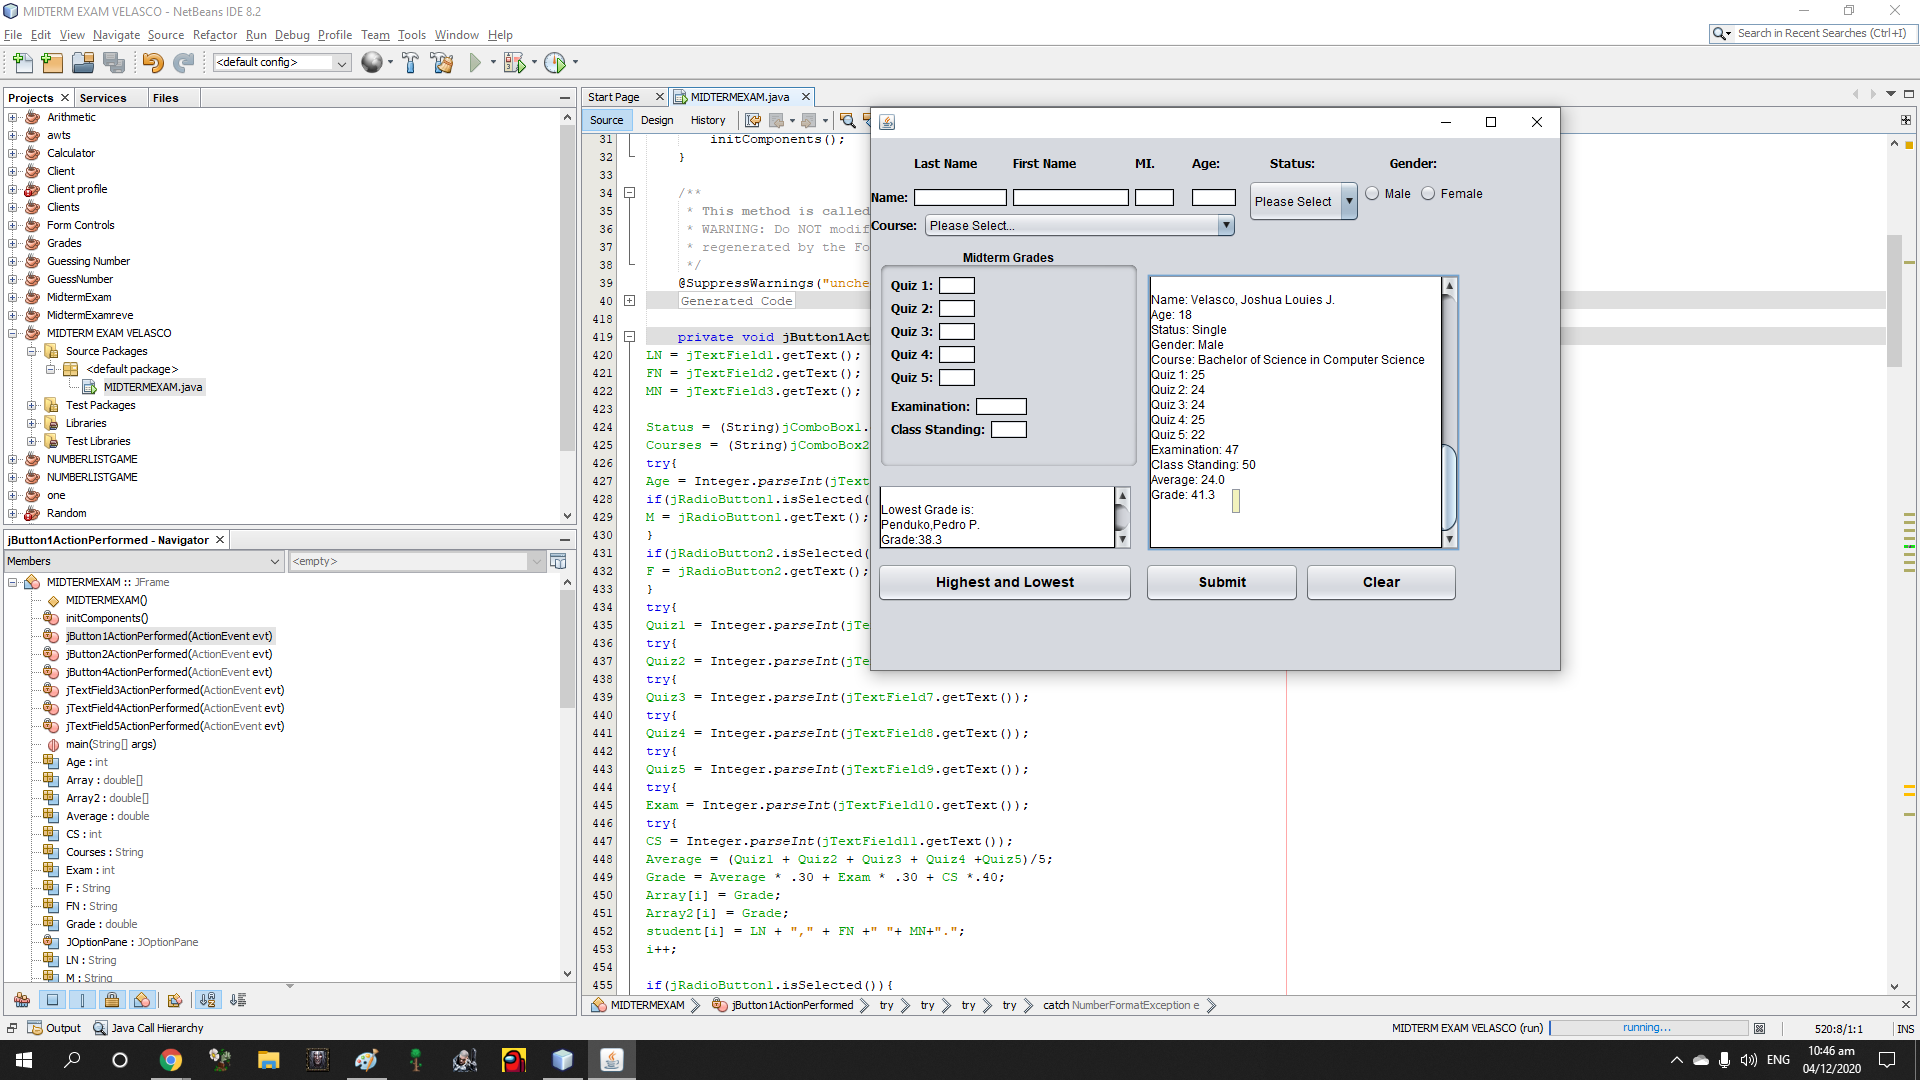 MIDTERM EXAM VELASCO - NetBeans IDE 8.2
File Edit View Navigate Source Refactor Run Debug Profile Team Tools Window Help
Search in Recent Searches (Ctrl+I)
<default config>
Projects
Services
Files
Arithmetic
awts
Calculator
Client
Client profile
Clients
Form Controls
Grades
Guessing Number
GuessNumber
MidtermExam
MidtermExamreve
MIDTERM EXAM VELASCO
Source Packages
<default package>
MIDTERMEXAM.java
Test Packages
Libraries
Test Libraries
NUMBERLISTGAME
NUMBERLISTGAME
one
Random
jButton1ActionPerformed - Navigator
Members
<empty>
MIDTERMEXAM :: JFrame
MIDTERMEXAM()
initComponents()
jButton1ActionPerformed(ActionEvent evt)
jButton2ActionPerformed(ActionEvent evt)
jButton4ActionPerformed(ActionEvent evt)
jTextField3ActionPerformed(ActionEvent evt)
jTextField4ActionPerformed(ActionEvent evt)
jTextField5ActionPerformed(ActionEvent evt)
main(String[] args)
Age : int
Array : double[]
Array2 : double[]
Average : double
CS : int
Courses : String
Exam : int
F : String
FN : String
Grade : double
JOptionPane : JOptionPane
LN : String
M : String
Start Page
MIDTERMEXAM.java
Source
Design
History
31 initComponents();
32 }
33
34 /**
35 * This method is called
36 * WARNING: Do NOT modif
37 * regenerated by the Fo
38 */
39 @SuppressWarnings("unche
40 Generated Code
418
419 private void jButton1Act
420 LN = jTextField1.getText();
421 FN = jTextField2.getText();
422 MN = jTextField3.getText();
423
424 Status = (String)jComboBox1.
425 Courses = (String)jComboBox2
426 try{
427 Age = Integer.parseInt(jText
428 if(jRadioButton1.isSelected(
429 M = jRadioButton1.getText();
430 }
431 if(jRadioButton2.isSelected(
432 F = jRadioButton2.getText();
433 }
434 try{
435 Quiz1 = Integer.parseInt(jTe
436 try{
437 Quiz2 = Integer.parseInt(jTe
438 try{
439 Quiz3 = Integer.parseInt(jTextField7.getText());
440 try{
441 Quiz4 = Integer.parseInt(jTextField8.getText());
442 try{
443 Quiz5 = Integer.parseInt(jTextField9.getText());
444 try{
445 Exam = Integer.parseInt(jTextField10.getText());
446 try{
447 CS = Integer.parseInt(jTextField11.getText());
448 Average = (Quiz1 + Quiz2 + Quiz3 + Quiz4 +Quiz5)/5;
449 Grade = Average * .30 + Exam * .30 + CS *.40;
450 Array[i] = Grade;
451 Array2[i] = Grade;
452 student[i] = LN + "," + FN +" "+ MN+".";
453 i++;
454
455 if(jRadioButton1.isSelected()){
Last Name First Name MI. Age: Status: Gender:
Name:
Please Select
Male
Female
Course:
Please Select...
Midterm Grades
Quiz 1:
Quiz 2:
Quiz 3:
Quiz 4:
Quiz 5:
Examination:
Class Standing:
Lowest Grade is:
Penduko,Pedro P.
Grade:38.3
Name: Velasco, Joshua Louies J.
Age: 18
Status: Single
Gender: Male
Course: Bachelor of Science in Computer Science
Quiz 1: 25
Quiz 2: 24
Quiz 3: 24
Quiz 4: 25
Quiz 5: 22
Examination: 47
Class Standing: 50
Average: 24.0
Grade: 41.3
Highest and Lowest
Submit
Clear
MIDTERMEXAM jButton1ActionPerformed try try try try catch NumberFormatException e
Output
Java Call Hierarchy
MIDTERM EXAM VELASCO (run)
running...
520:8/1:1
INS
ENG
10:46 am
04/12/2020